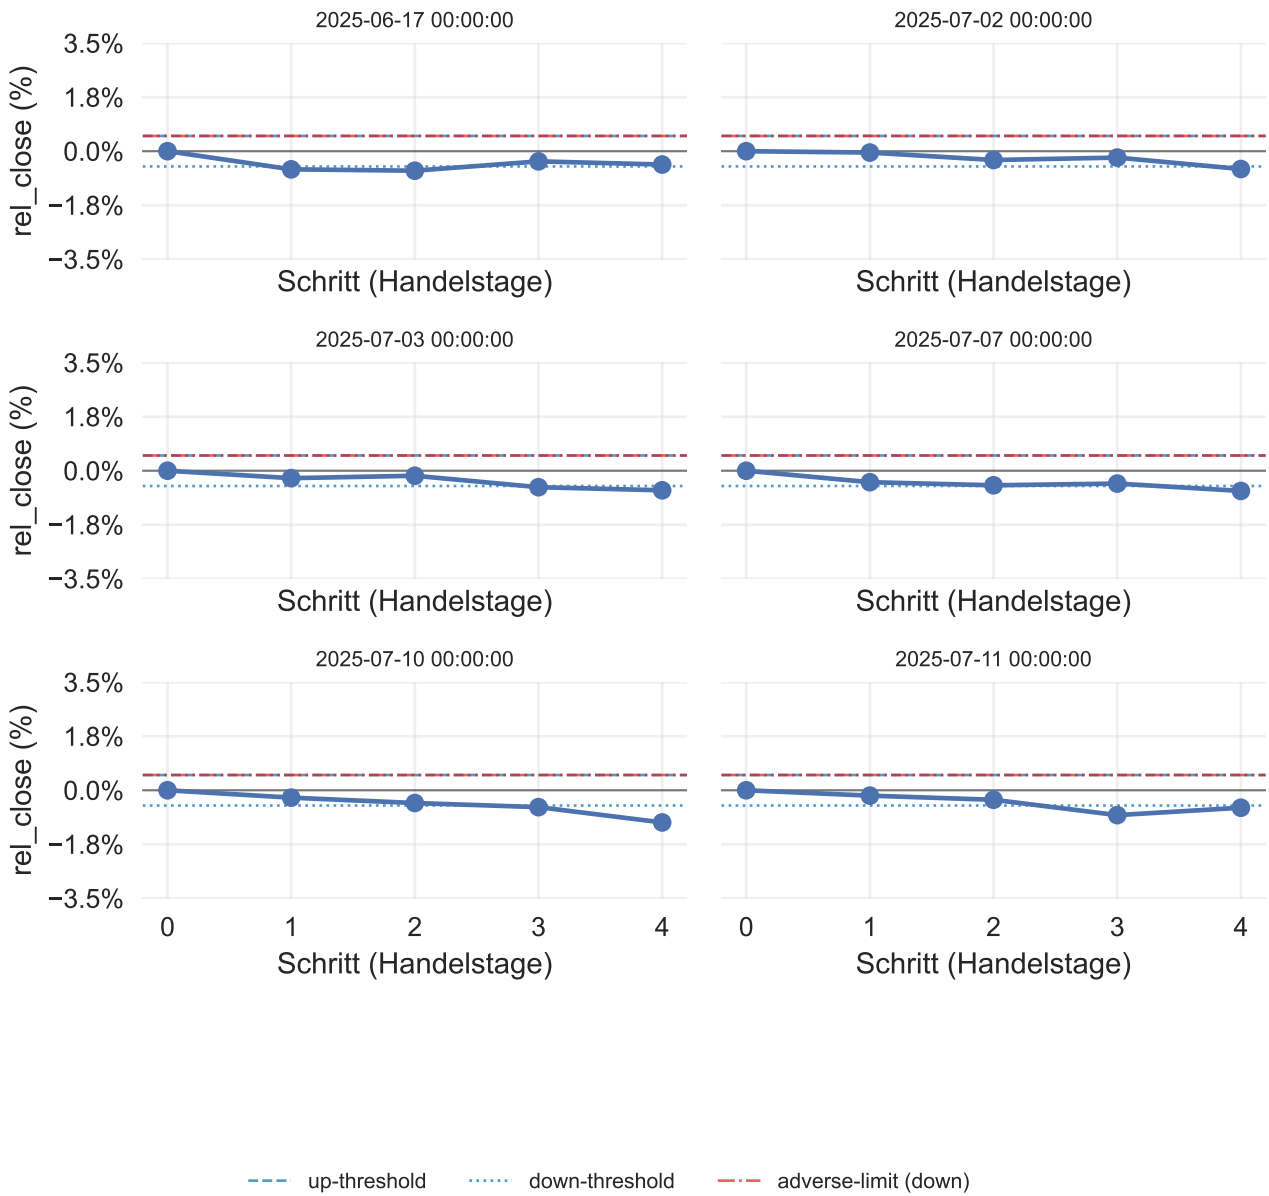 2025-06-17 00:00:00
2025-07-02 00:00:00
rel_close (%)
3.5%
1.8%
0.0%
−1.8%
−3.5%
Schritt (Handelstage)
Schritt (Handelstage)
2025-07-03 00:00:00
2025-07-07 00:00:00
rel_close (%)
3.5%
1.8%
0.0%
−1.8%
−3.5%
Schritt (Handelstage)
Schritt (Handelstage)
2025-07-10 00:00:00
2025-07-11 00:00:00
rel_close (%)
3.5%
1.8%
0.0%
−1.8%
−3.5%
0 1 2 3 4
0 1 2 3 4
Schritt (Handelstage)
Schritt (Handelstage)
up-threshold down-threshold adverse-limit (down)